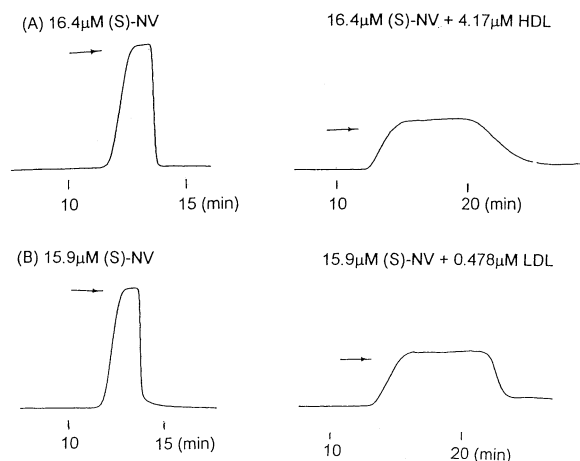 (A) 16.4μM (S)-NV
16.4μM (S)-NV + 4.17μM HDL
10 15 (min)
10 20 (min)
(B) 15.9μM (S)-NV
15.9μM (S)-NV + 0.478μM LDL
10 15 (min)
10 20 (min)